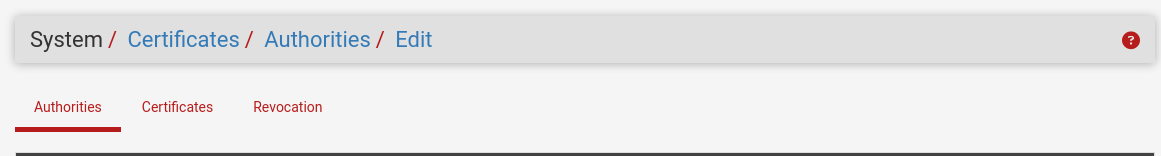 System / Certificates / Authorities / Edit ?
Authorities Certificates Revocation